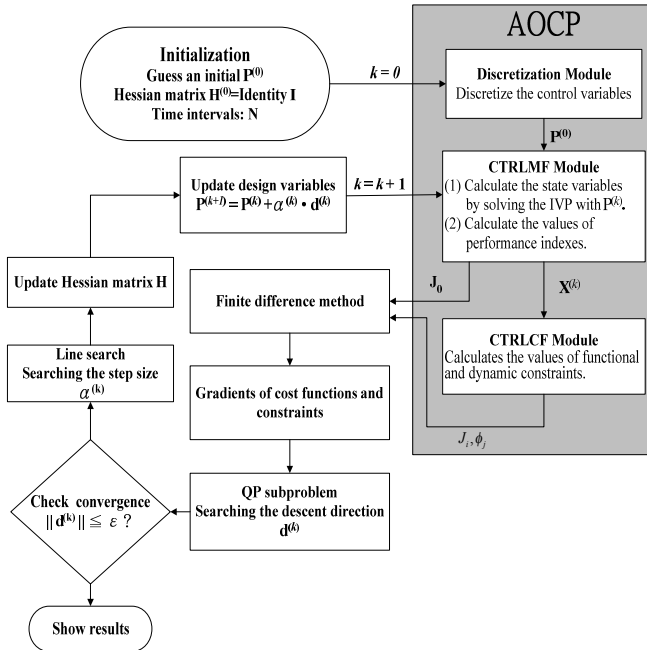 AOCP
Initialization
Guess an initial P⁽⁰⁾
Hessian matrix H⁽⁰⁾=Identity I
Time intervals: N
k = 0
Discretization Module
Discretize the control variables
P⁽⁰⁾
CTRLMF Module
(1) Calculate the state variables
by solving the IVP with P⁽ᵏ⁾.
(2) Calculate the values of
performance indexes.
Update design variables
P⁽ᵏ⁺¹⁾ = P⁽ᵏ⁾ + α⁽ᵏ⁾ • d⁽ᵏ⁾
k = k + 1
J₀
X⁽ᵏ⁾
Update Hessian matrix H
Finite difference method
CTRLCF Module
Calculates the values of functional
and dynamic constraints.
Line search
Searching the step size
α⁽ᵏ⁾
Gradients of cost functions and
constraints
Jᵢ, ϕⱼ
QP subproblem
Searching the descent direction
d⁽ᵏ⁾
Check convergence
|| d⁽ᵏ⁾ || ≦ ε ?
Show results